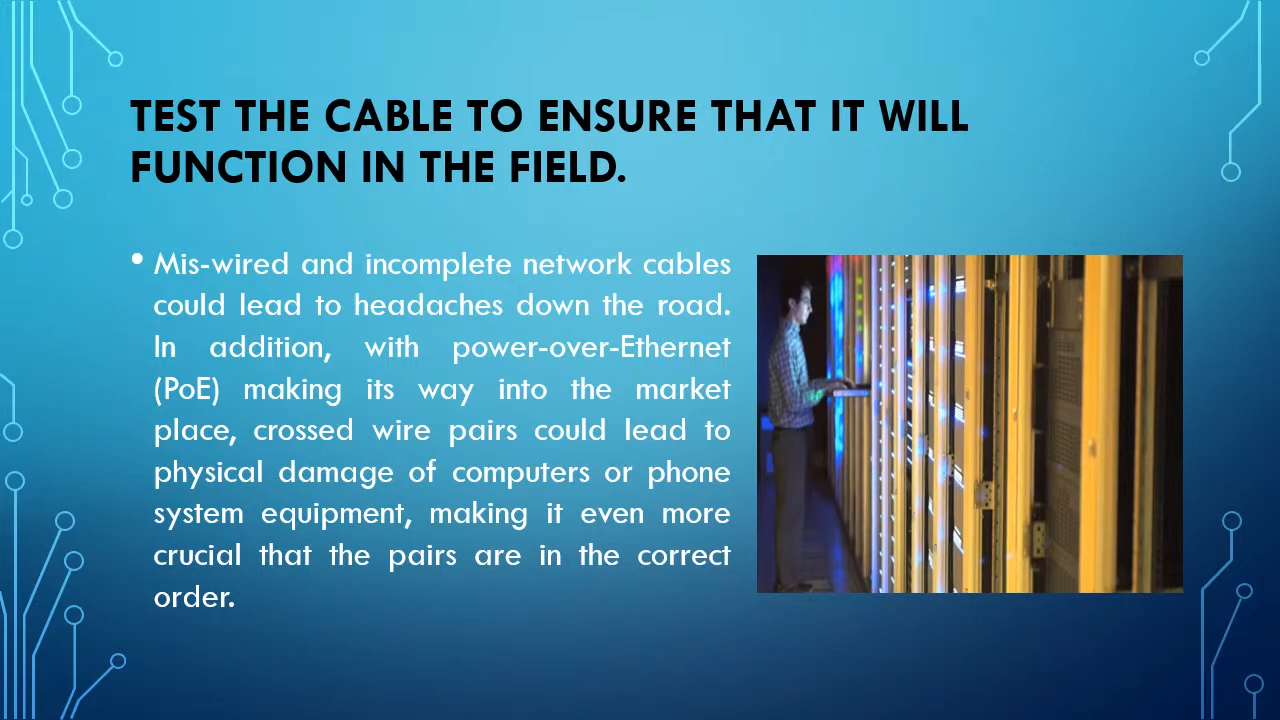 TEST THE CABLE TO ENSURE THAT IT WILL
FUNCTION IN THE FIELD.
• Mis-wired and incomplete network cables
could lead to headaches down the road.
In addition, with power-over-Ethernet
(PoE) making its way into the market
place, crossed wire pairs could lead to
physical damage of computers or phone
system equipment, making it even more
crucial that the pairs are in the correct
order.